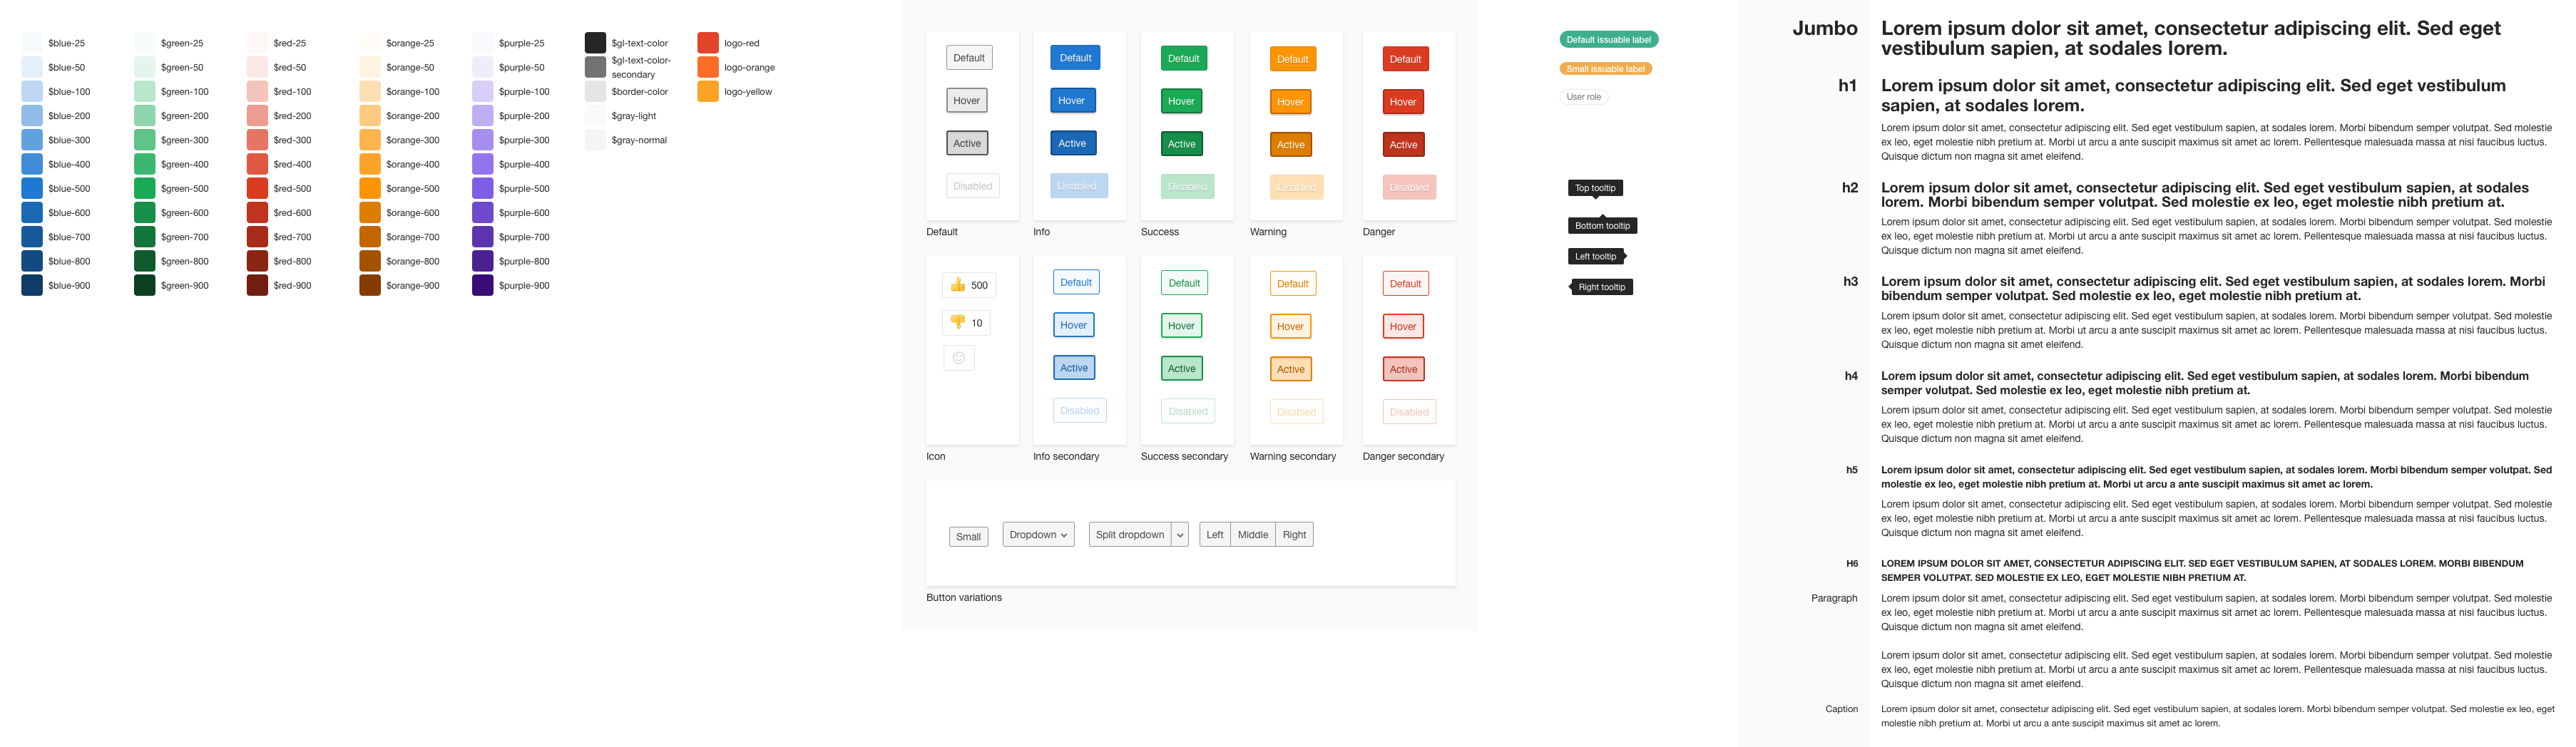 $blue-25
$blue-50
$blue-100
$blue-200
$blue-300
$blue-400
$blue-500
$blue-600
$blue-700
$blue-800
$blue-900
$green-25
$green-50
$green-100
$green-200
$green-300
$green-400
$green-500
$green-600
$green-700
$green-800
$green-900
$red-25
$red-50
$red-100
$red-200
$red-300
$red-400
$red-500
$red-600
$red-700
$red-800
$red-900
$orange-25
$orange-50
$orange-100
$orange-200
$orange-300
$orange-400
$orange-500
$orange-600
$orange-700
$orange-800
$orange-900
$purple-25
$purple-50
$purple-100
$purple-200
$purple-300
$purple-400
$purple-500
$purple-600
$purple-700
$purple-800
$purple-900
$gl-text-color
$gl-text-color-
secondary
$border-color
$gray-light
$gray-normal
logo-red
logo-orange
logo-yellow
Default
Hover
Active
Disabled
Default
Default
Hover
Active
Disabled
Info
Default
Hover
Active
Disabled
Success
Default
Hover
Active
Disabled
Warning
Default
Hover
Active
Disabled
Danger
500
10
Icon
Default
Hover
Active
Disabled
Info secondary
Default
Hover
Active
Disabled
Success secondary
Default
Hover
Active
Disabled
Warning secondary
Default
Hover
Active
Disabled
Danger secondary
Small
Dropdown
Split dropdown
Left Middle Right
Button variations
Default issuable label
Small issuable label
User role
Top tooltip
Bottom tooltip
Left tooltip
Right tooltip
Jumbo
Lorem ipsum dolor sit amet, consectetur adipiscing elit. Sed eget
vestibulum sapien, at sodales lorem.
h1
Lorem ipsum dolor sit amet, consectetur adipiscing elit. Sed eget vestibulum
sapien, at sodales lorem.
Lorem ipsum dolor sit amet, consectetur adipiscing elit. Sed eget vestibulum sapien, at sodales lorem. Morbi bibendum semper volutpat. Sed molestie
ex leo, eget molestie nibh pretium at. Morbi ut arcu a ante suscipit maximus sit amet ac lorem. Pellentesque malesuada massa at nisi faucibus luctus.
Quisque dictum non magna sit amet eleifend.
h2
Lorem ipsum dolor sit amet, consectetur adipiscing elit. Sed eget vestibulum sapien, at sodales
lorem. Morbi bibendum semper volutpat. Sed molestie ex leo, eget molestie nibh pretium at.
Lorem ipsum dolor sit amet, consectetur adipiscing elit. Sed eget vestibulum sapien, at sodales lorem. Morbi bibendum semper volutpat. Sed molestie
ex leo, eget molestie nibh pretium at. Morbi ut arcu a ante suscipit maximus sit amet ac lorem. Pellentesque malesuada massa at nisi faucibus luctus.
Quisque dictum non magna sit amet eleifend.
h3
Lorem ipsum dolor sit amet, consectetur adipiscing elit. Sed eget vestibulum sapien, at sodales lorem. Morbi
bibendum semper volutpat. Sed molestie ex leo, eget molestie nibh pretium at.
Lorem ipsum dolor sit amet, consectetur adipiscing elit. Sed eget vestibulum sapien, at sodales lorem. Morbi bibendum semper volutpat. Sed molestie
ex leo, eget molestie nibh pretium at. Morbi ut arcu a ante suscipit maximus sit amet ac lorem. Pellentesque malesuada massa at nisi faucibus luctus.
Quisque dictum non magna sit amet eleifend.
h4
Lorem ipsum dolor sit amet, consectetur adipiscing elit. Sed eget vestibulum sapien, at sodales lorem. Morbi bibendum
semper volutpat. Sed molestie ex leo, eget molestie nibh pretium at.
Lorem ipsum dolor sit amet, consectetur adipiscing elit. Sed eget vestibulum sapien, at sodales lorem. Morbi bibendum semper volutpat. Sed molestie
ex leo, eget molestie nibh pretium at. Morbi ut arcu a ante suscipit maximus sit amet ac lorem. Pellentesque malesuada massa at nisi faucibus luctus.
Quisque dictum non magna sit amet eleifend.
h5
Lorem ipsum dolor sit amet, consectetur adipiscing elit. Sed eget vestibulum sapien, at sodales lorem. Morbi bibendum semper volutpat. Sed
molestie ex leo, eget molestie nibh pretium at. Morbi ut arcu a ante suscipit maximus sit amet ac lorem.
Lorem ipsum dolor sit amet, consectetur adipiscing elit. Sed eget vestibulum sapien, at sodales lorem. Morbi bibendum semper volutpat. Sed molestie
ex leo, eget molestie nibh pretium at. Morbi ut arcu a ante suscipit maximus sit amet ac lorem. Pellentesque malesuada massa at nisi faucibus luctus.
Quisque dictum non magna sit amet eleifend.
H6
LOREM IPSUM DOLOR SIT AMET, CONSECTETUR ADIPISCING ELIT. SED EGET VESTIBULUM SAPIEN, AT SODALES LOREM. MORBI BIBENDUM
SEMPER VOLUTPAT. SED MOLESTIE EX LEO, EGET MOLESTIE NIBH PRETIUM AT.
Paragraph
Lorem ipsum dolor sit amet, consectetur adipiscing elit. Sed eget vestibulum sapien, at sodales lorem. Morbi bibendum semper volutpat. Sed molestie
ex leo, eget molestie nibh pretium at. Morbi ut arcu a ante suscipit maximus sit amet ac lorem. Pellentesque malesuada massa at nisi faucibus luctus.
Quisque dictum non magna sit amet eleifend.
Lorem ipsum dolor sit amet, consectetur adipiscing elit. Sed eget vestibulum sapien, at sodales lorem. Morbi bibendum semper volutpat. Sed molestie
ex leo, eget molestie nibh pretium at. Morbi ut arcu a ante suscipit maximus sit amet ac lorem. Pellentesque malesuada massa at nisi faucibus luctus.
Quisque dictum non magna sit amet eleifend.
Caption
Lorem ipsum dolor sit amet, consectetur adipiscing elit. Sed eget vestibulum sapien, at sodales lorem. Morbi bibendum semper volutpat. Sed molestie ex leo, eget
molestie nibh pretium at. Morbi ut arcu a ante suscipit maximus sit amet ac lorem.